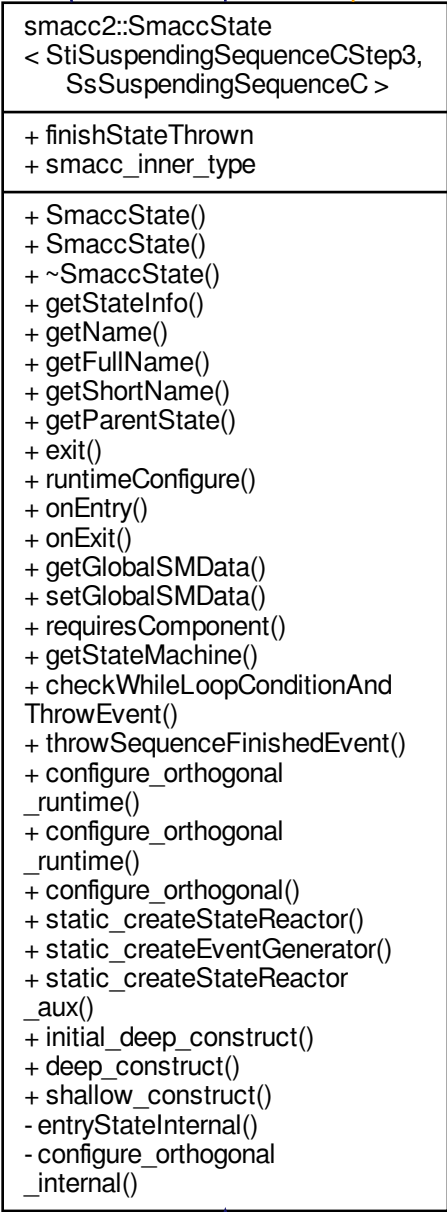 smacc2::SmaccState
< StiSuspendingSequenceCStep3,
SsSuspendingSequenceC >
+ finishStateThrown
+ smacc_inner_type
+ SmaccState()
+ SmaccState()
+ ~SmaccState()
+ getStateInfo()
+ getName()
+ getFullName()
+ getShortName()
+ getParentState()
+ exit()
+ runtimeConfigure()
+ onEntry()
+ onExit()
+ getGlobalSMData()
+ setGlobalSMData()
+ requiresComponent()
+ getStateMachine()
+ checkWhileLoopConditionAnd
ThrowEvent()
+ throwSequenceFinishedEvent()
+ configure_orthogonal
_runtime()
+ configure_orthogonal
_runtime()
+ configure_orthogonal()
+ static_createStateReactor()
+ static_createEventGenerator()
+ static_createStateReactor
_aux()
+ initial_deep_construct()
+ deep_construct()
+ shallow_construct()
- entryStateInternal()
- configure_orthogonal
_internal()